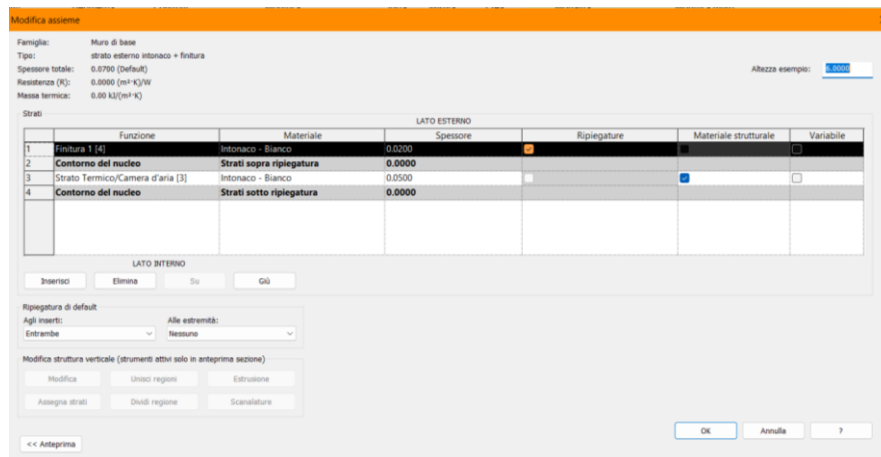 Modifica assieme
Famiglia: Muro di base
Tipo: strato esterno intonaco + finitura
Spessore totale: 0.0700 (Default)
Resistenza (R): 0.0000 (m²·K)/W
Massa termica: 0.00 kJ/(m²·K)
Altezza esempio: 6.0000
Strati
LATO ESTERNO
Funzione Materiale Spessore Ripiegature Materiale strutturale Variabile
1 Finitura 1 [4] Intonaco - Bianco 0.0200
2 Contorno del nucleo Strati sopra ripiegatura 0.0000
3 Strato Termico/Camera d'aria [3] Intonaco - Bianco 0.0500
4 Contorno del nucleo Strati sotto ripiegatura 0.0000
LATO INTERNO
Inserisci Elimina Su Giù
Ripiegatura di default
Agli inserti: Alle estremità:
Entrambe Nessuno
Modifica struttura verticale (strumenti attivi solo in anteprima sezione)
Modifica Unisci regioni Estrusione
Assegna strati Dividi regione Scanalature
OK Annulla ?
<< Anteprima